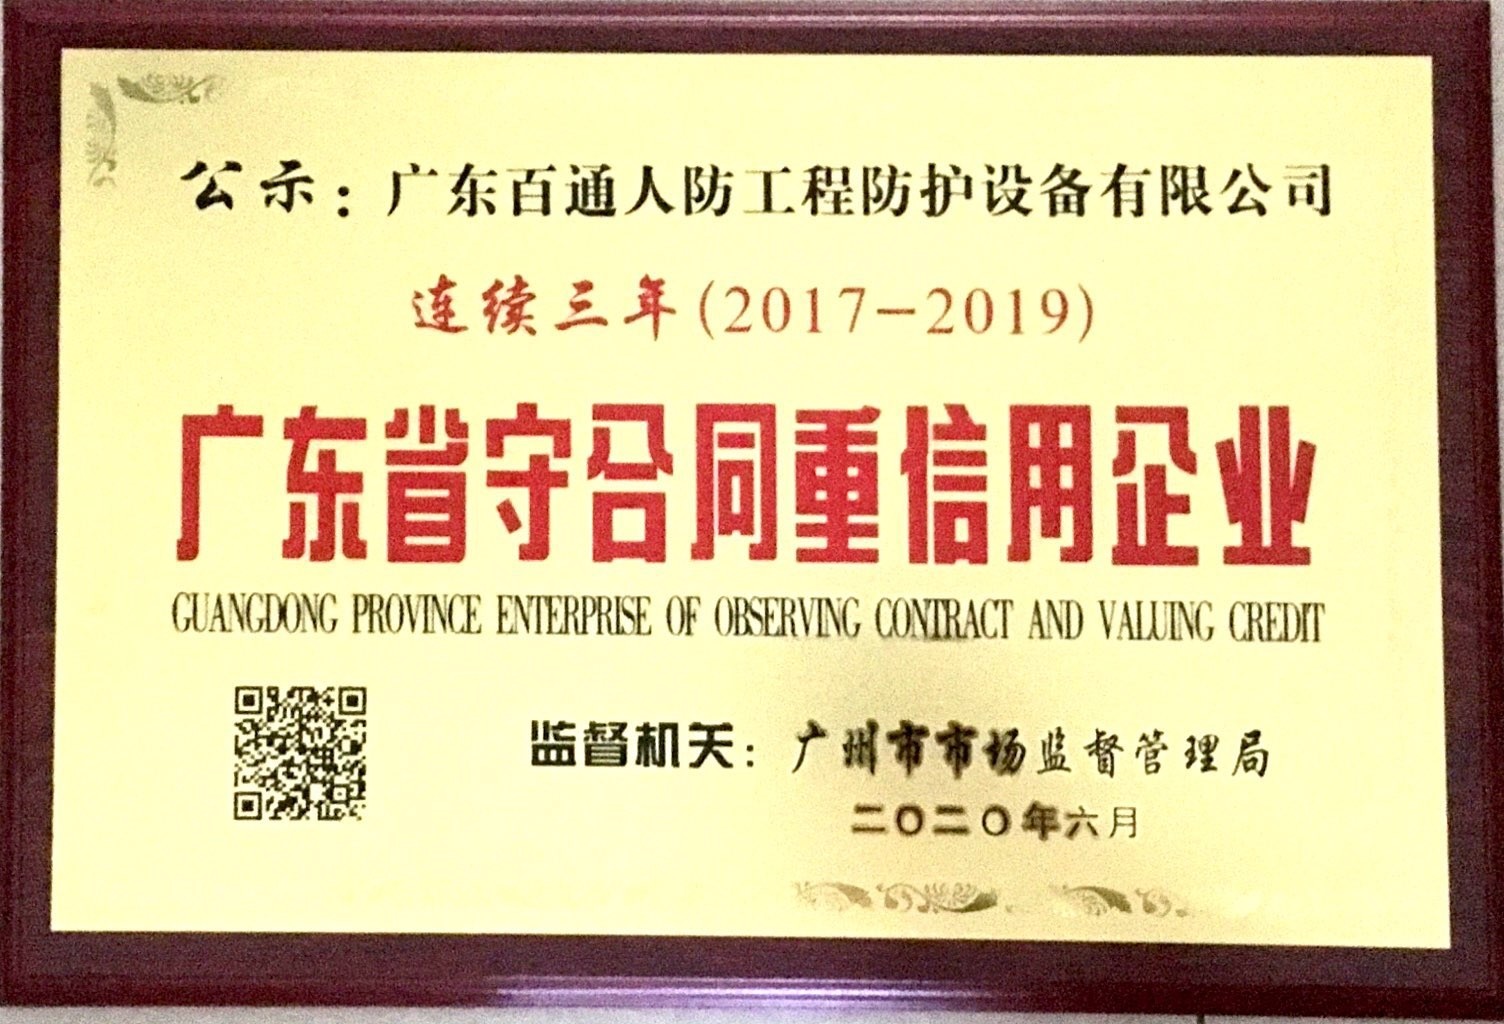 公示：广东百通人防工程防护设备有限公司
连续三年(2017-2019)
广东省守合同重信用企业
GUANGDONG PROVINCE ENTERPRISE OF OBSERVING CONTRACT AND VALUING CREDIT
监督机关：广州市市场监督管理局
二〇二〇年六月